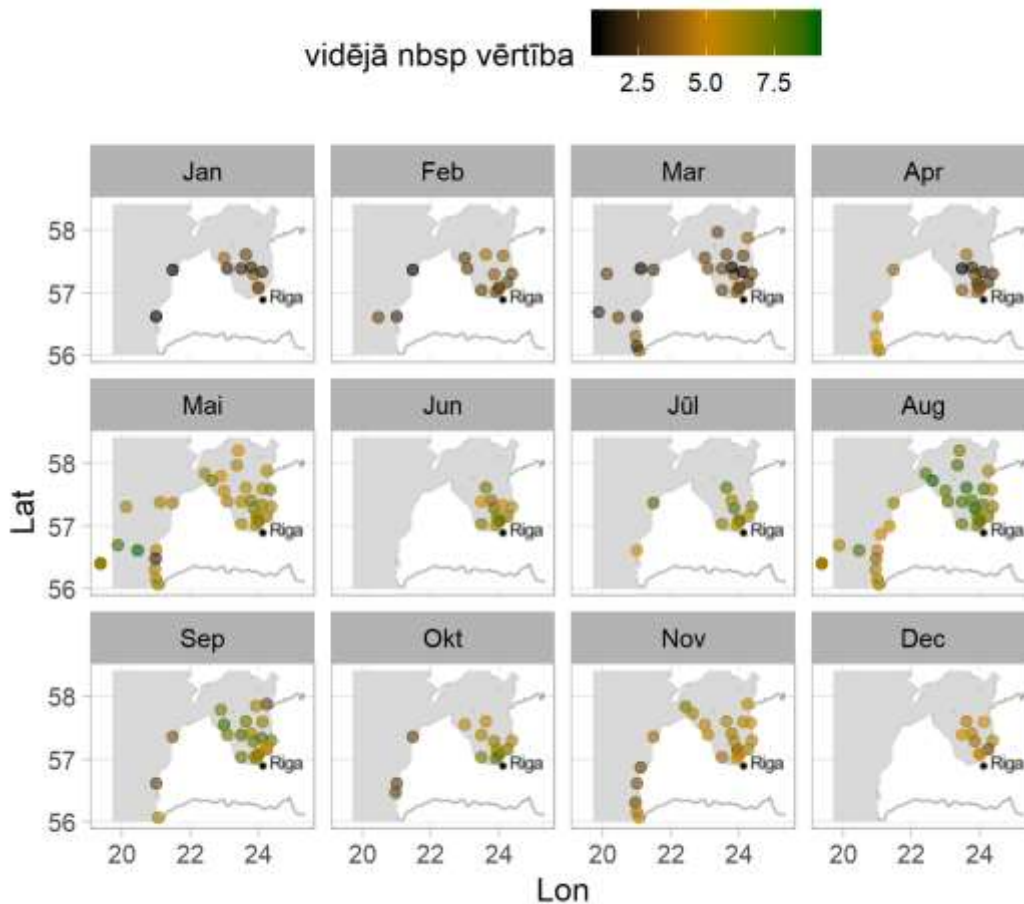 vidējā nbsp vērtība
2.5 5.0 7.5
Jan Feb Mar Apr
58
57
56
Riga Riga Riga Riga
Mai Jun Jūl Aug
58
57
56
Riga Riga Riga Riga
Sep Okt Nov Dec
58
57
56
Riga Riga Riga Riga
20 22 24 20 22 24 20 22 24 20 22 24
Lat
Lon